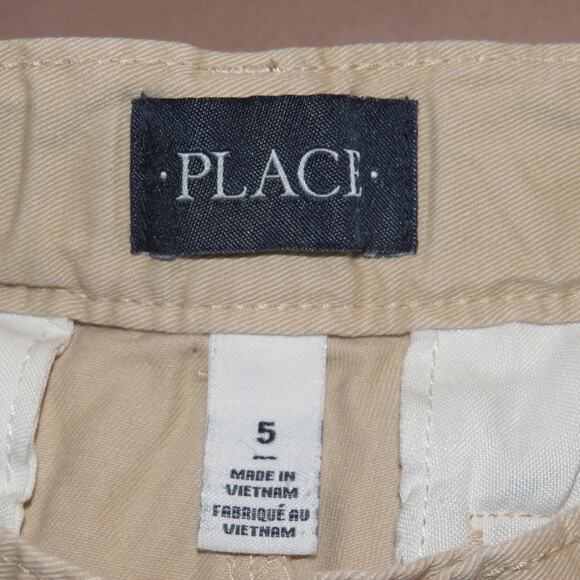 ·PLACE·
5
MADE IN
VIETNAM
FABRIQUÉ AU
VIETNAM